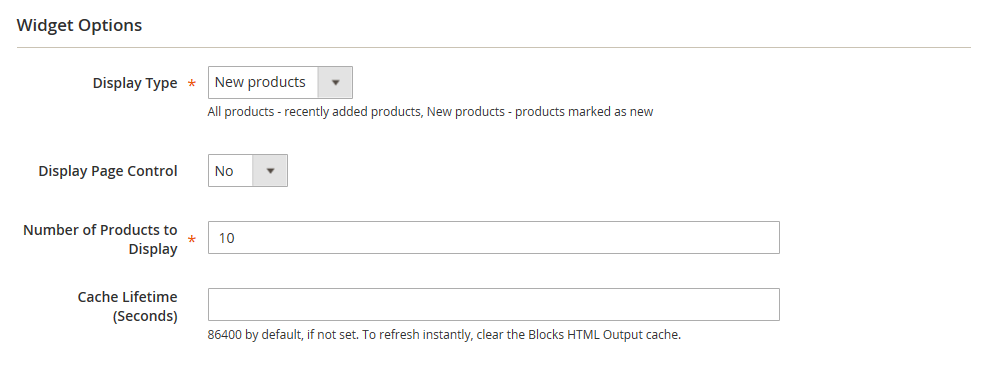 Widget Options
Display Type * New products
All products - recently added products, New products - products marked as new
Display Page Control No
Number of Products to
Display * 10
Cache Lifetime
(Seconds)
86400 by default, if not set. To refresh instantly, clear the Blocks HTML Output cache.